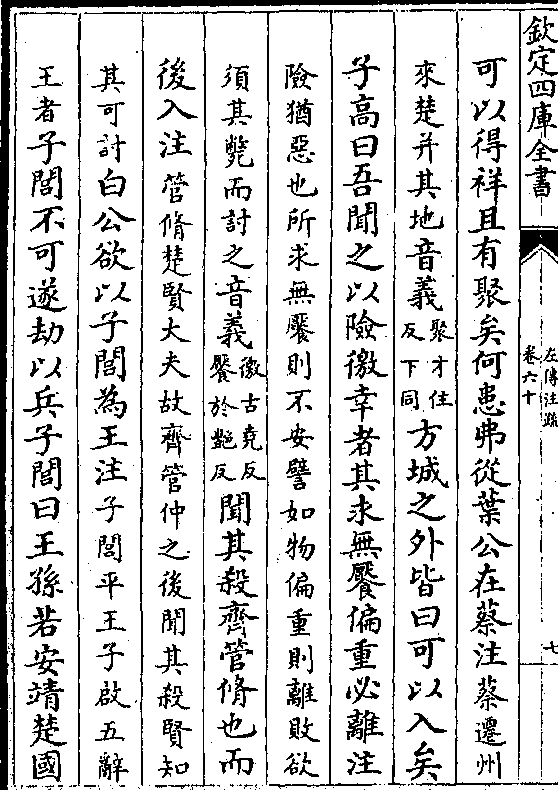 欽定四庫全書
左傳注疏
卷六十
七
可以得祥且有聚矣何患弗從葉公在蔡注蔡遷州
來楚并其地音義聚才住反下同方城之外皆曰可以入矣
子高曰吾聞之以險徼幸者其求無饜偏重必離注
險猶惡也所求無饜則不安譬如物偏重則離敗欲
須其斃而討之音義徼古堯反饜於艶反聞其殺齊管脩也而
後入注管脩楚賢大夫故齊管仲之後聞其殺賢知
其可討白公欲以子閭為王注子閭平王子啟五辭
王者子閭不可遂劫以兵子閭曰王孫若安靖楚國